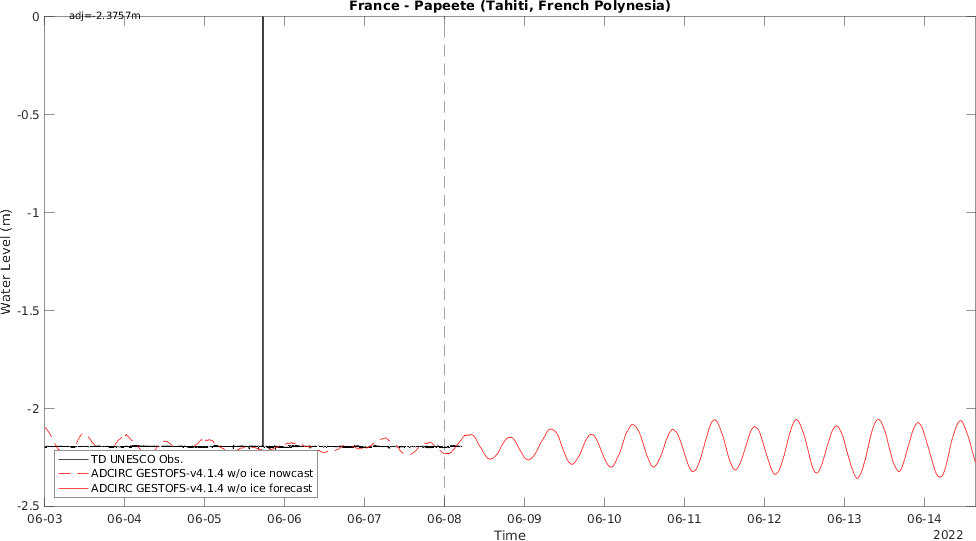 France - Papeete (Tahiti, French Polynesia)
adj=-2.3757m
0
-0.5
-1
-1.5
-2
-2.5
Water Level (m)
TD UNESCO Obs.
ADCIRC GESTOFS-v4.1.4 w/o ice nowcast
ADCIRC GESTOFS-v4.1.4 w/o ice forecast
06-03 06-04 06-05 06-06 06-07 06-08 06-09 06-10 06-11 06-12 06-13 06-14
Time
2022